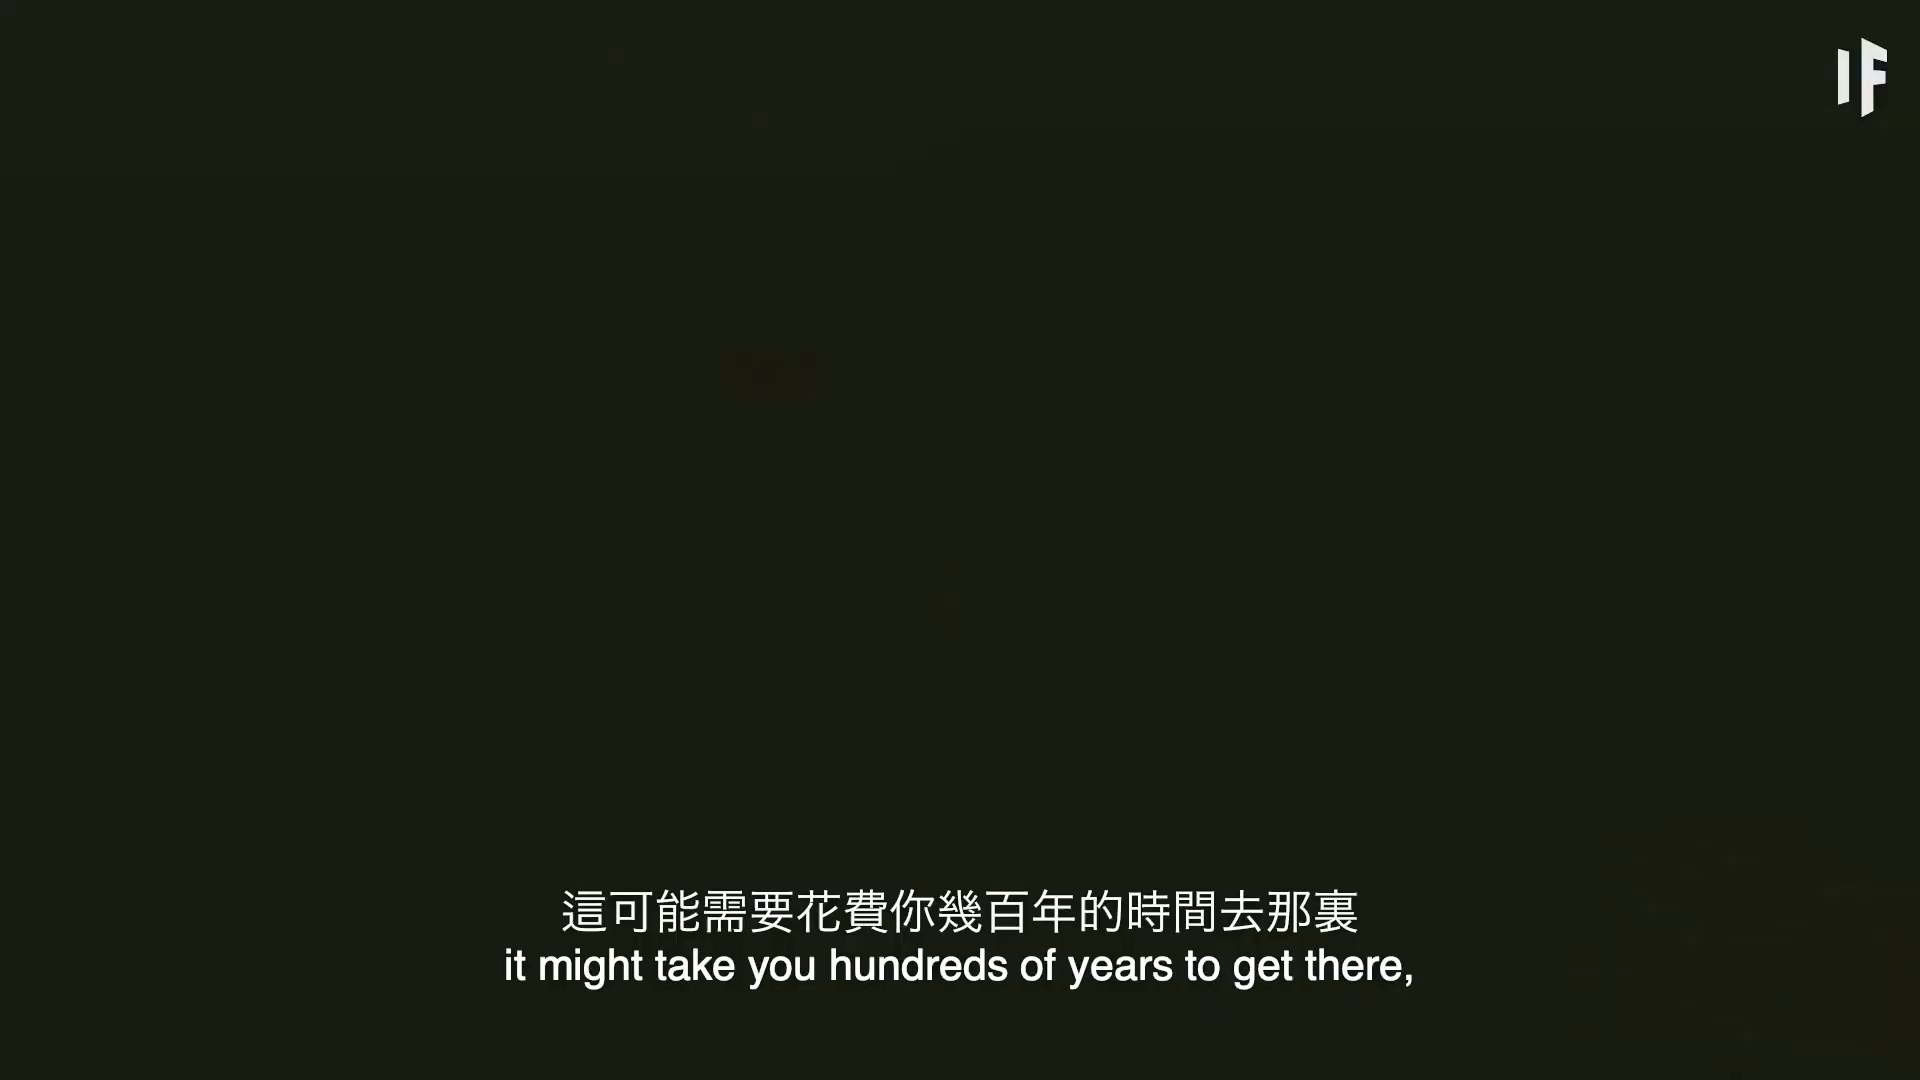 IF
這可能需要花費你幾百年的時間去那裏
it might take you hundreds of years to get there,